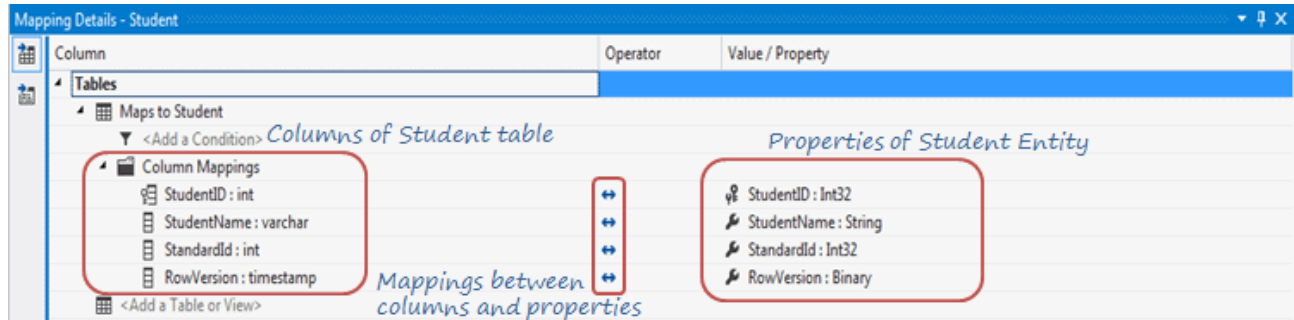 Mapping Details - Student
Column Operator Value / Property
Tables
Maps to Student
<Add a Condition> Columns of Student table
Properties of Student Entity
Column Mappings
StudentID : int StudentID : Int32
StudentName : varchar StudentName : String
StandardId : int StandardId : Int32
RowVersion : timestamp RowVersion : Binary
Mappings between
<Add a Table or View> columns and properties